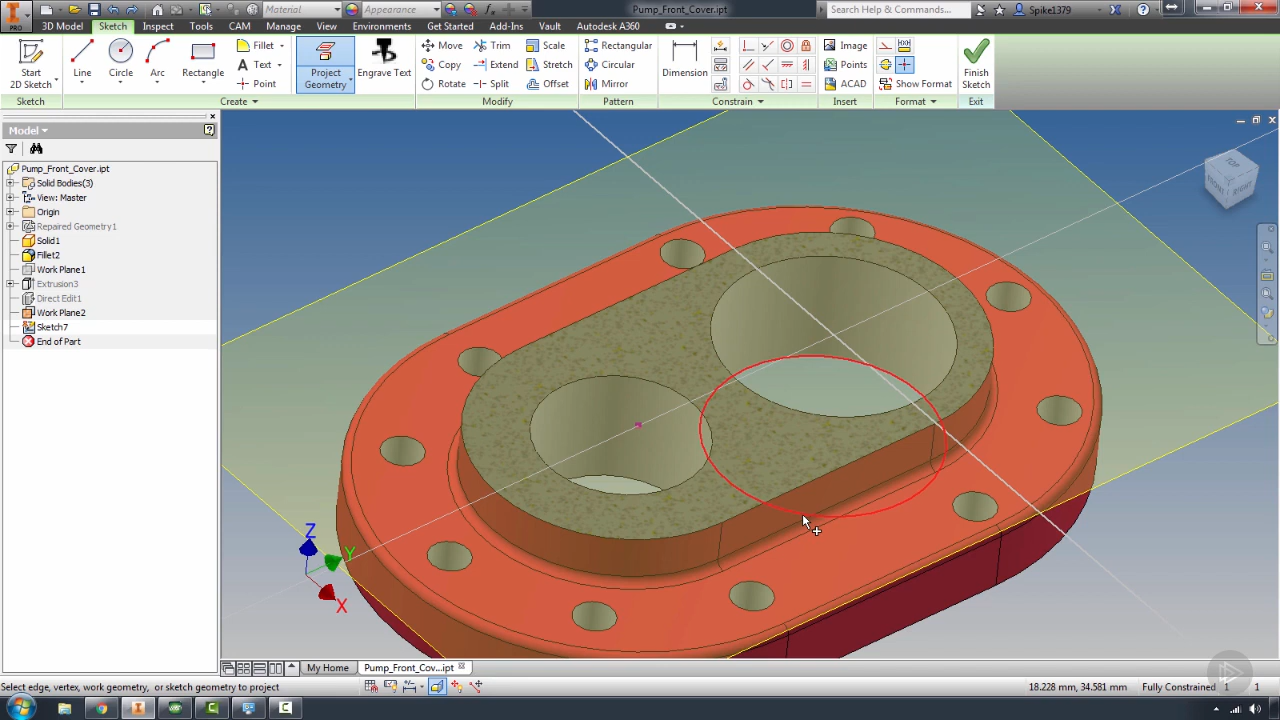 Material
Appearance
Pump_Front_Cover.ipt
Search Help & Commands...
Spike1379
PRO
3D Model Sketch Inspect Tools CAM Manage View Environments Get Started Add-Ins Vault Autodesk A360
Start
2D Sketch
Line
Circle
Arc
Rectangle
Fillet
Text
Point
Project
Geometry
Engrave Text
Move
Copy
Rotate
Trim
Extend
Split
Scale
Stretch
Offset
Rectangular
Circular
Mirror
Dimension
Image
Points
ACAD
Show Format
Finish
Sketch
Sketch Create Modify Pattern Constrain Insert Format Exit
Model
Pump_Front_Cover.ipt
Solid Bodies(3)
View: Master
Origin
Repaired Geometry1
Solid1
Fillet2
Work Plane1
Extrusion3
Direct Edit1
Work Plane2
Sketch7
End of Part
TOP
FRONT
RIGHT
Z
Y
X
My Home
Pump_Front_Cov...ipt
Select edge, vertex, work geometry, or sketch geometry to project
18.228 mm, 34.581 mm Fully Constrained 1 1